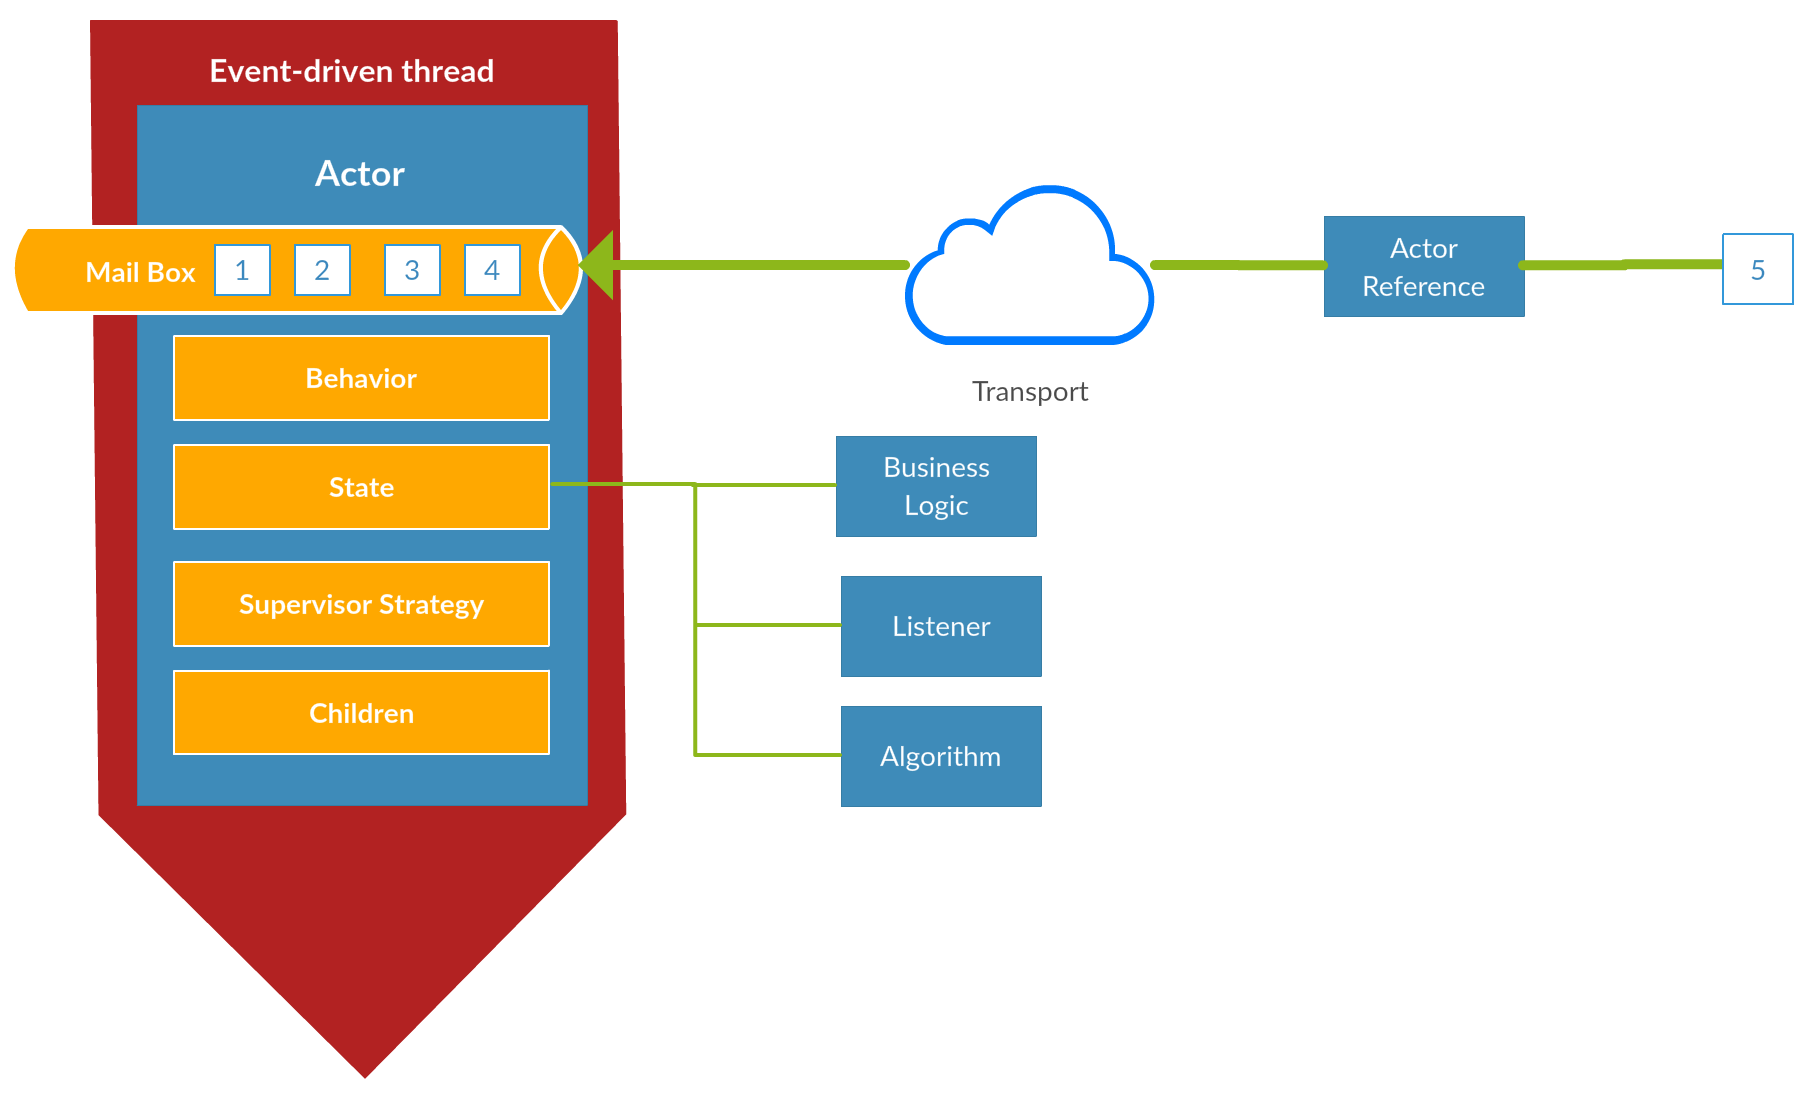 Event-driven thread
Actor
Mail Box 1 2 3 4
Behavior
State
Supervisor Strategy
Children
Transport
Actor
Reference
5
Business
Logic
Listener
Algorithm